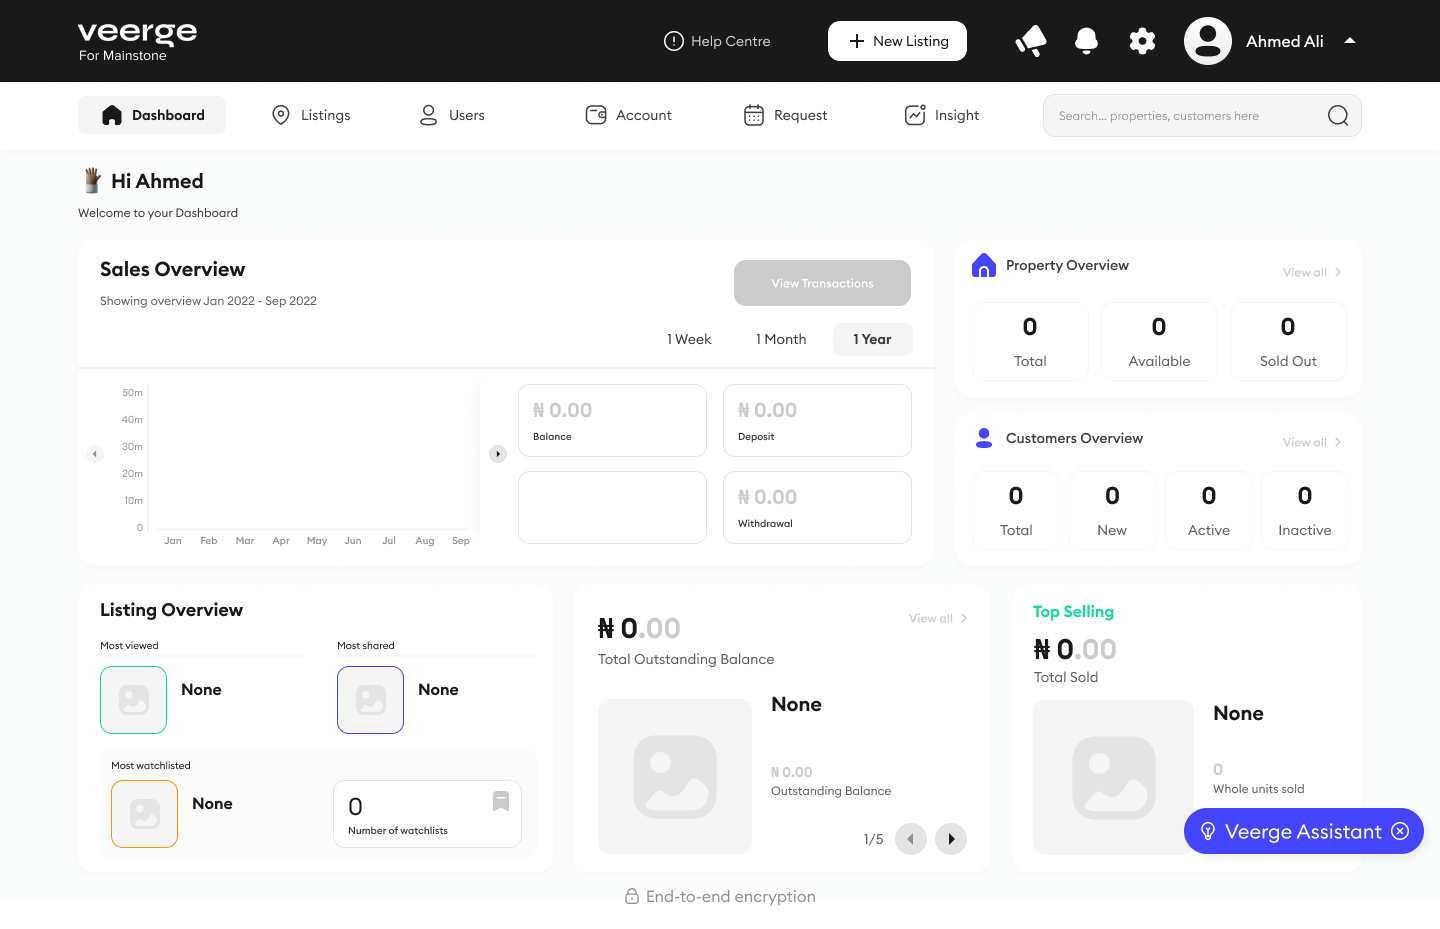 veerge
For Mainstone
Help Centre
New Listing
Ahmed Ali
Dashboard
Listings
Users
Account
Request
Insight
Search... properties, customers here
Hi Ahmed
Welcome to your Dashboard
Sales Overview
Showing overview Jan 2022 - Sep 2022
View Transactions
1 Week
1 Month
1 Year
50m
40m
30m
20m
10m
0
Jan Feb Mar Apr May Jun Jul Aug Sep
₦ 0.00
Balance
₦ 0.00
Deposit
₦ 0.00
Withdrawal
Property Overview
View all
0
Total
0
Available
0
Sold Out
Customers Overview
View all
0
Total
0
New
0
Active
0
Inactive
Listing Overview
Most viewed
None
Most shared
None
Most watchlisted
None
0
Number of watchlists
₦ 0.00
View all
Total Outstanding Balance
None
₦ 0.00
Outstanding Balance
1/5
Top Selling
₦ 0.00
Total Sold
None
0
Whole units sold
Veerge Assistant
End-to-end encryption